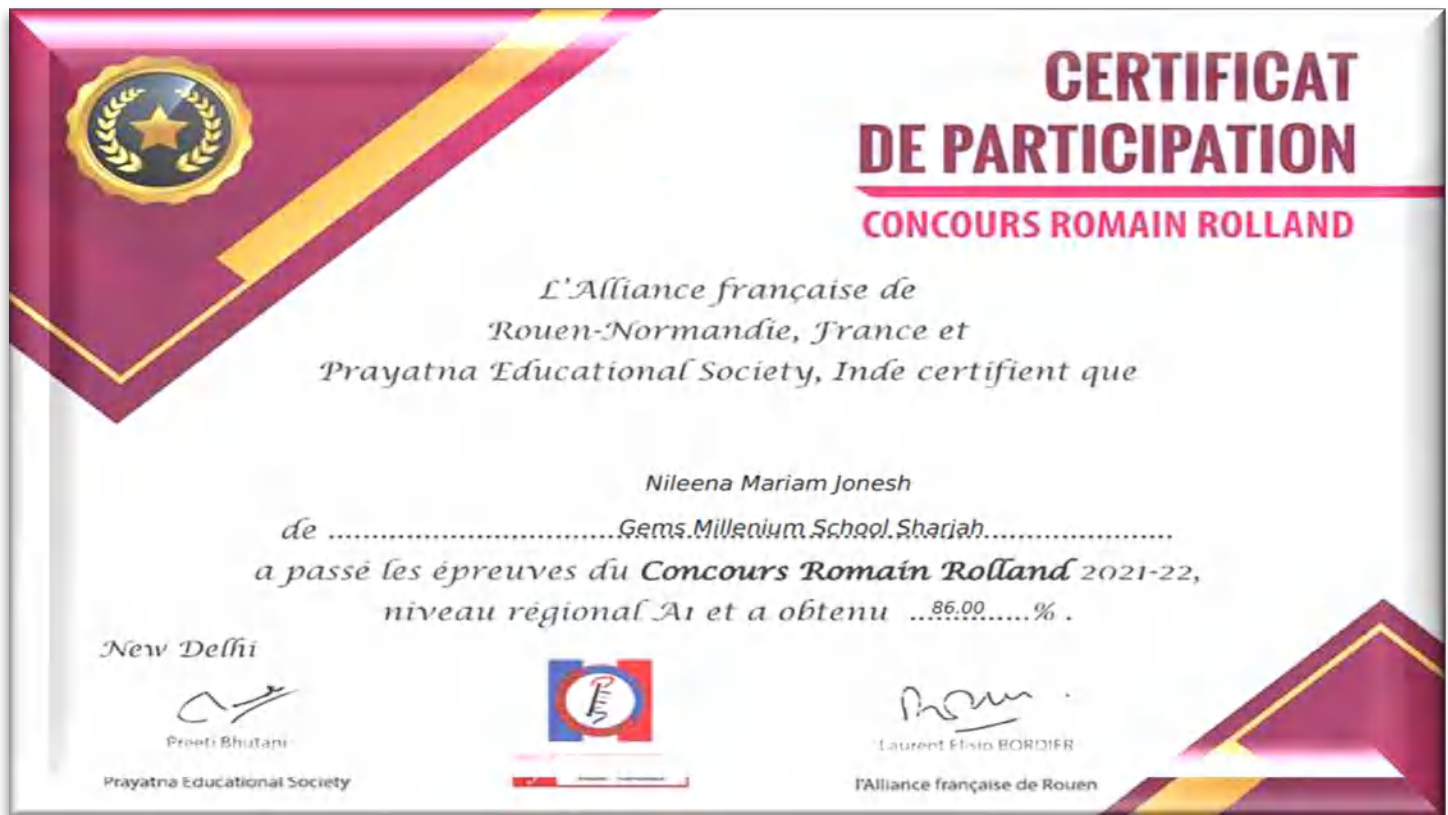 CERTIFICAT
DE PARTICIPATION
CONCOURS ROMAIN ROLLAND
L'Alliance française de
Rouen-Normandie, France et
Prayatna Educational Society, Inde certifient que
Nileena Mariam Jonesh
de ..............................Gems Millenium School Sharjah....................
a passé les épreuves du Concours Romain Rolland 2021-22,
niveau régional A1 et a obtenu ...86.00......% .
New Delhi
Preeti Bhutani
Prayatna Educational Society
Laurent Elisio BORDIER
l'Alliance française de Rouen